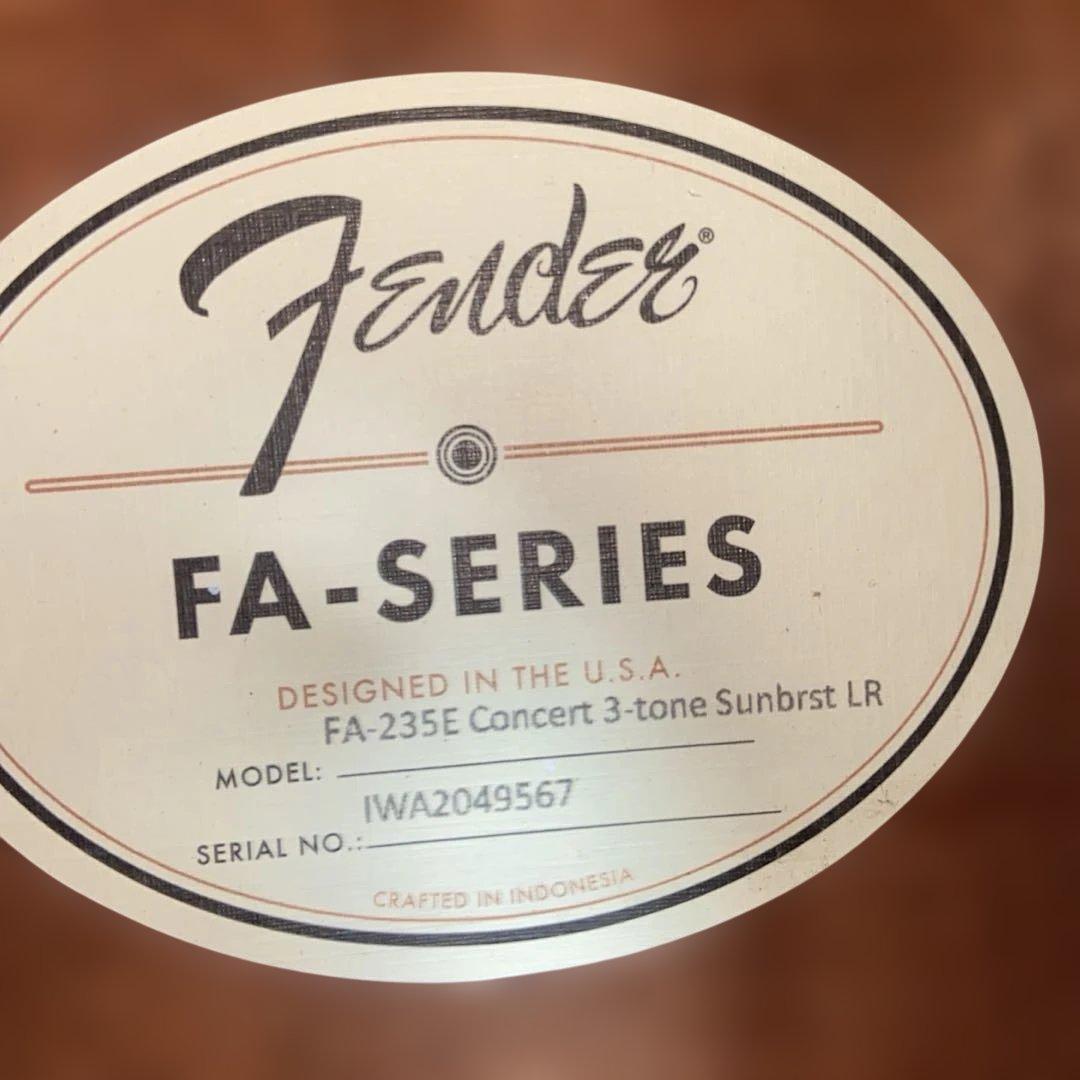 Fender®
FA-SERIES
DESIGNED IN THE U.S.A.
FA-235E Concert 3-tone Sunbrst LR
MODEL:
IWA2049567
SERIAL NO.:
CRAFTED IN INDONESIA